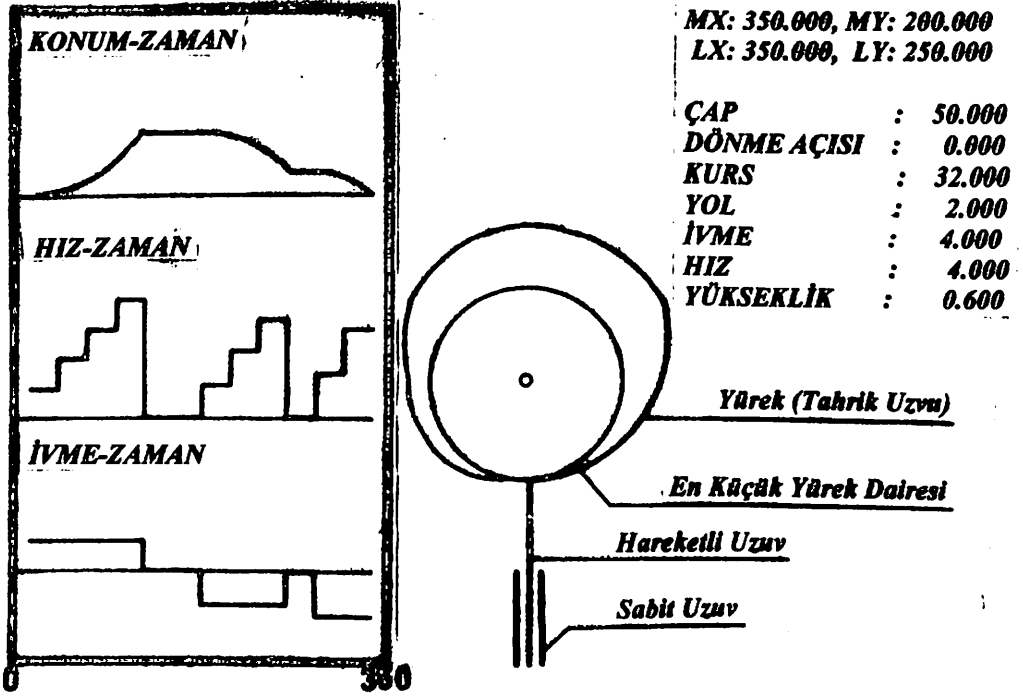 KONUM-ZAMAN
HIZ-ZAMAN
İVME-ZAMAN
0
360
MX: 350.000, MY: 200.000
LX: 350.000, LY: 250.000
ÇAP : 50.000
DÖNME AÇISI : 0.000
KURS : 32.000
YOL : 2.000
İVME : 4.000
HIZ : 4.000
YÜKSEKLİK : 0.600
Yürek (Tahrik Uzvu)
En Küçük Yürek Dairesi
Hareketli Uzuv
Sabit Uzuv